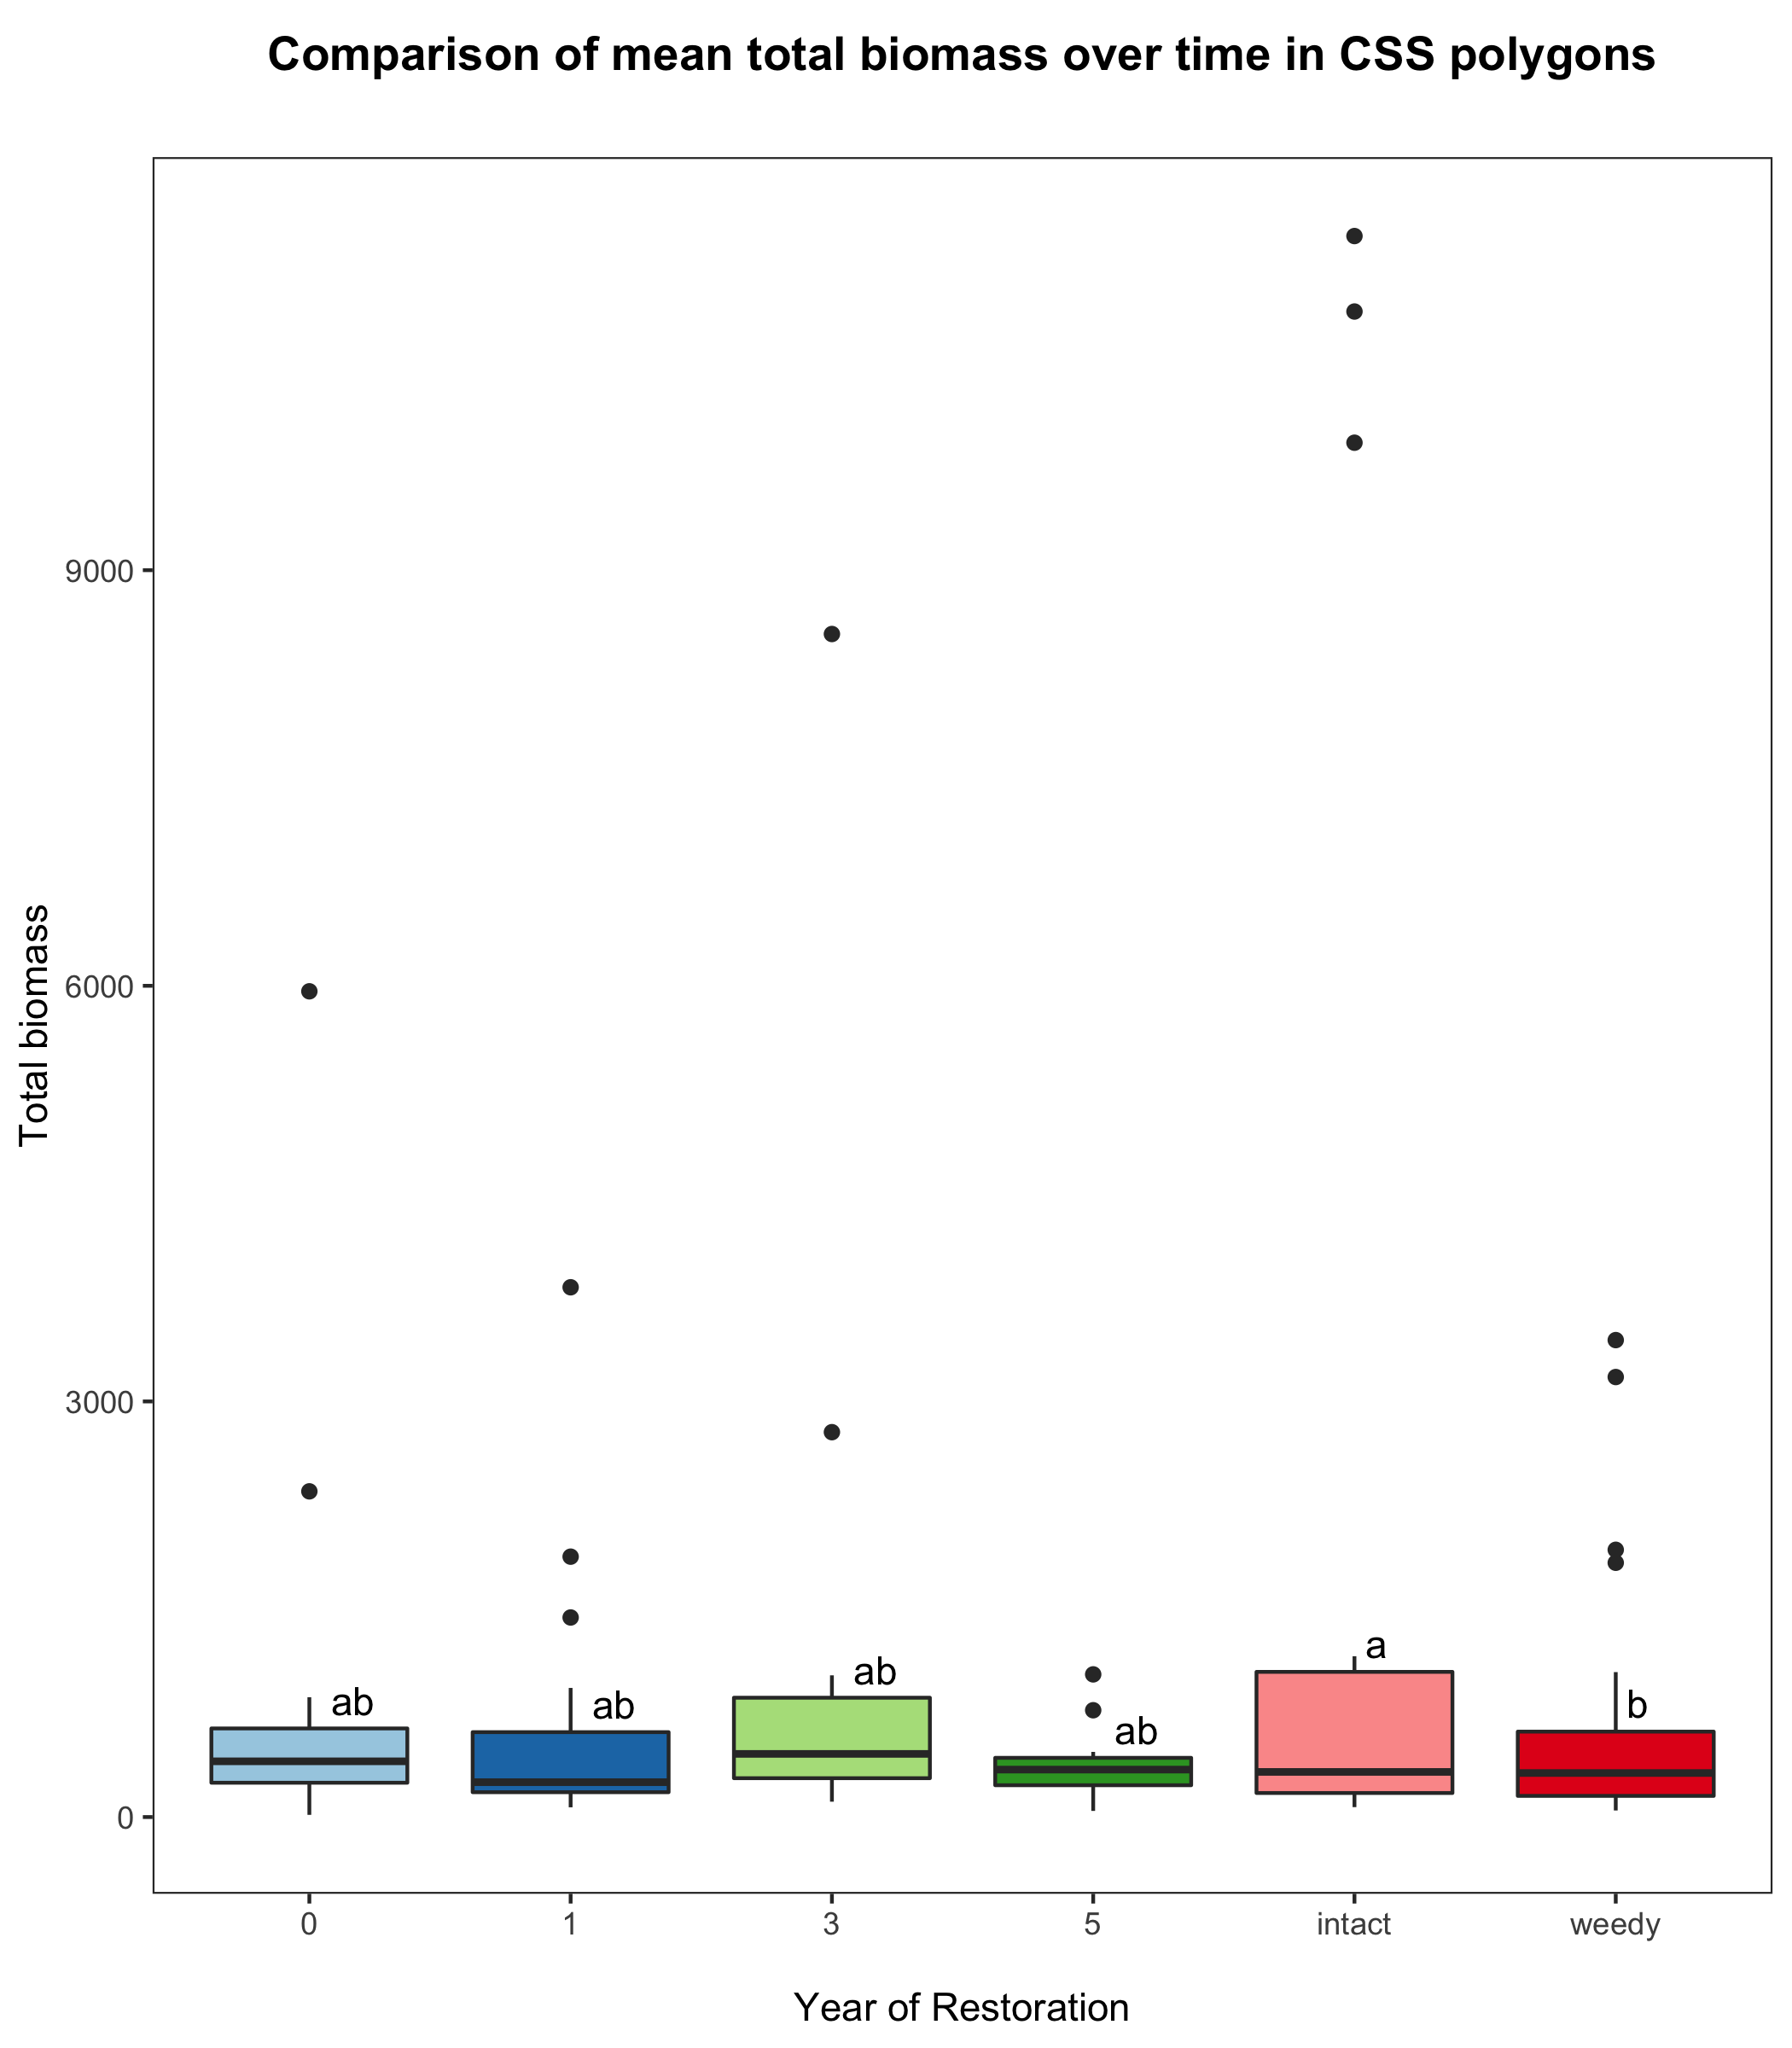 Comparison of mean total biomass over time in CSS polygons
Total biomass
9000
6000
3000
0
ab
ab
ab
ab
a
b
0 1 3 5 intact weedy
Year of Restoration